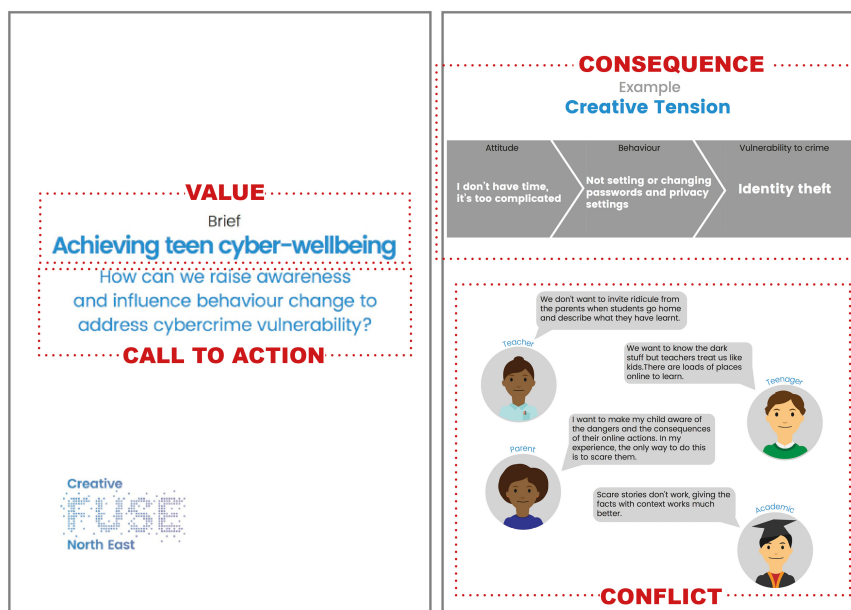 VALUE
Brief
Achieving teen cyber-wellbeing
How can we raise awareness
and influence behaviour change to
address cybercrime vulnerability?
CALL TO ACTION
Creative
FUSE
North East
CONSEQUENCE
Example
Creative Tension
Attitude
I don't have time,
it's too complicated
Behaviour
Not setting or changing
passwords and privacy
settings
Vulnerability to crime
Identity theft
We don't want to invite ridicule from
the parents when students go home
and describe what they have learnt.
Teacher
We want to know the dark
stuff but teachers treat us like
kids.There are loads of places
online to learn.
Teenager
I want to make my child aware of
the dangers and the consequences
of their online actions. In my
experience, the only way to do this
is to scare them.
Parent
Scare stories don't work, giving the
facts with context works much
better.
Academic
CONFLICT